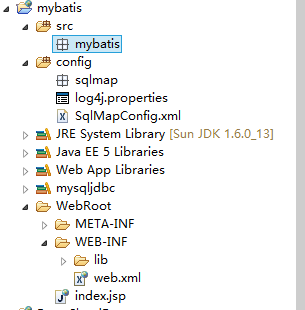 mybatis
src
mybatis
config
sqlmap
log4j.properties
SqlMapConfig.xml
JRE System Library [Sun JDK 1.6.0_13]
Java EE 5 Libraries
Web App Libraries
mysqljdbc
WebRoot
META-INF
WEB-INF
lib
web.xml
index.jsp